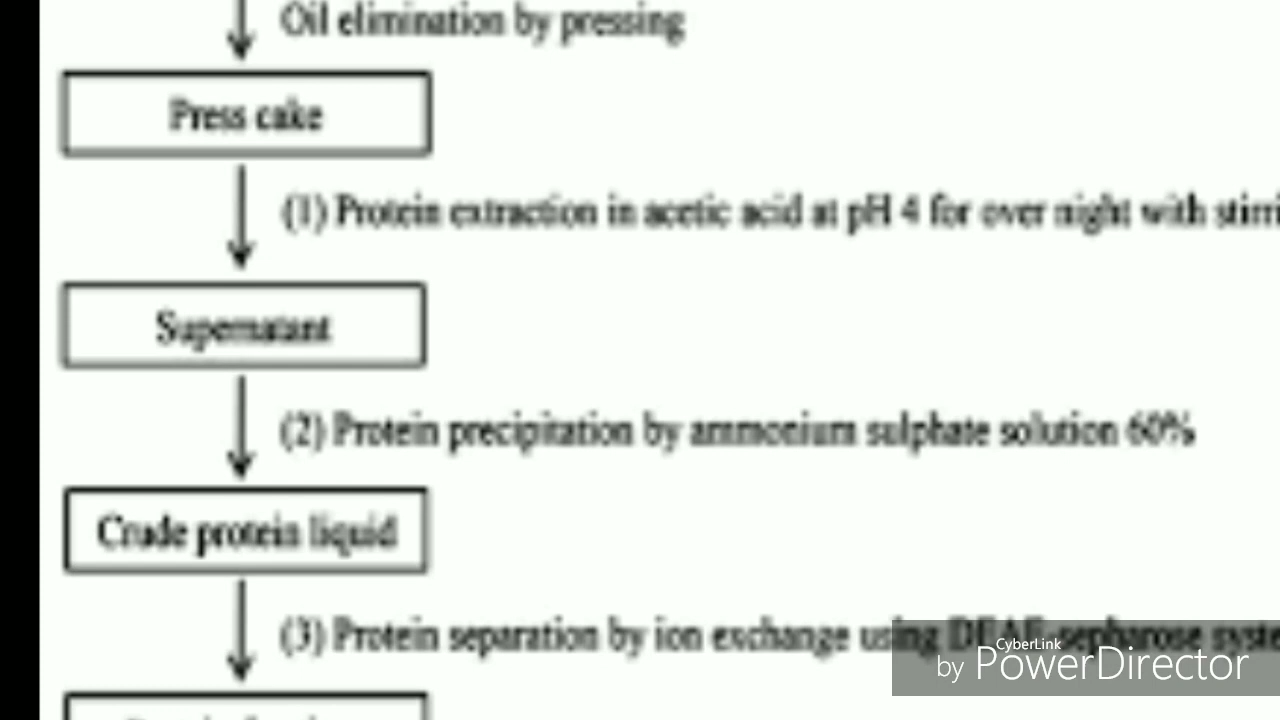 Oil elimination by pressing
Press cake
(1) Protein extraction in acetic acid at pH 4 for over night with
Supernatant
(2) Protein precipitation by ammonium sulphate solution 60%
Crude protein liquid
(3) Protein separation by ion exchange using DEAE-sepharose
CyberLink
by PowerDirector